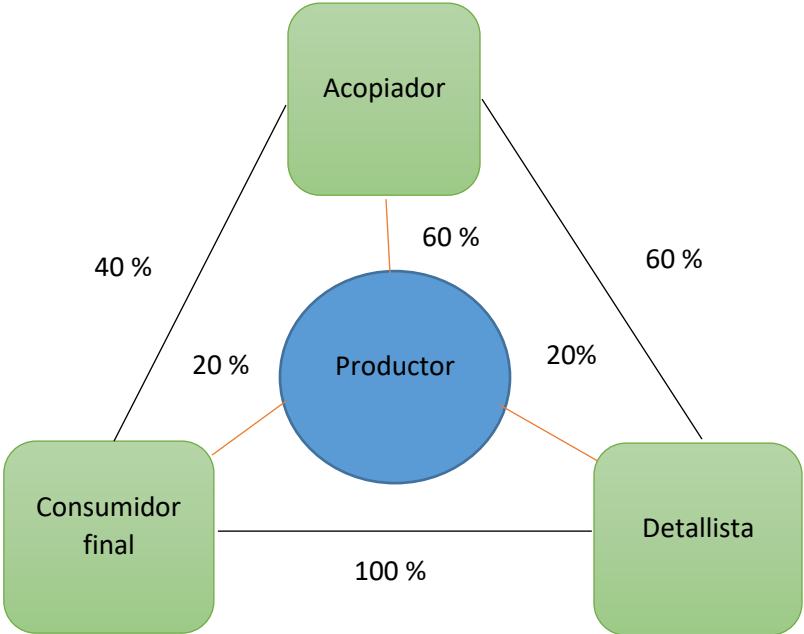 Acopiador
60 %
40 %
60 %
20 %
Productor
20%
Consumidor
final
Detallista
100 %